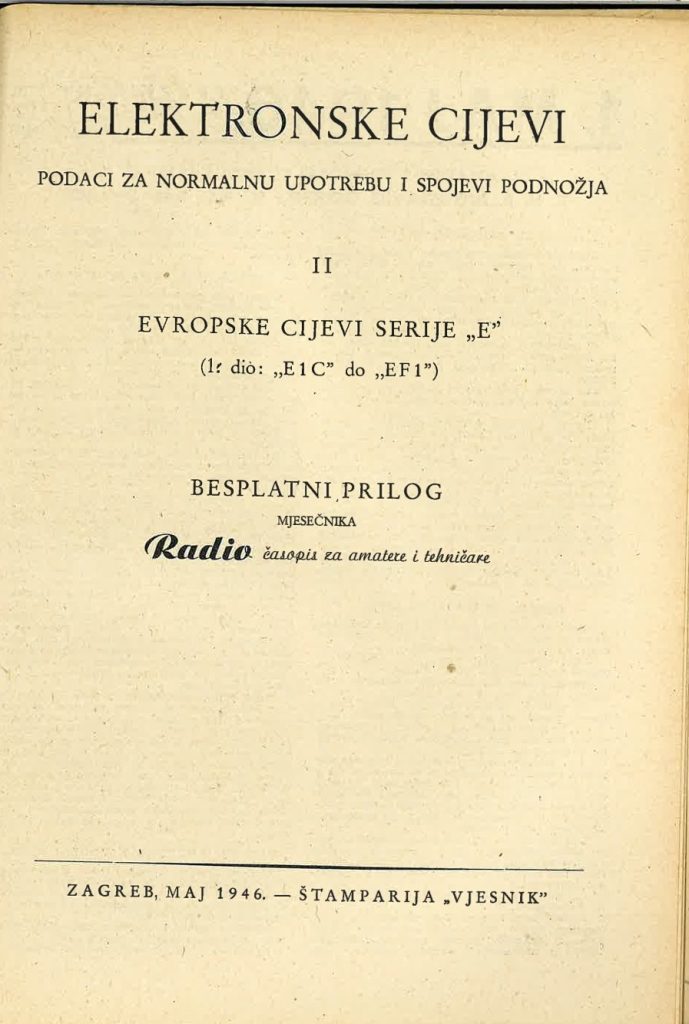 ELEKTRONSKE CIJEVI
PODACI ZA NORMALNU UPOTREBU I SPOJEVI PODNOŽJA
II
EVROPSKE CIJEVI SERIJE „E”
(1. dio: „E1C” do „EF1”)
BESPLATNI PRILOG
MJESEČNIKA
Radio časopis za amatere i tehničare
ZAGREB, MAJ 1946. — ŠTAMPARIJA „VJESNIK”